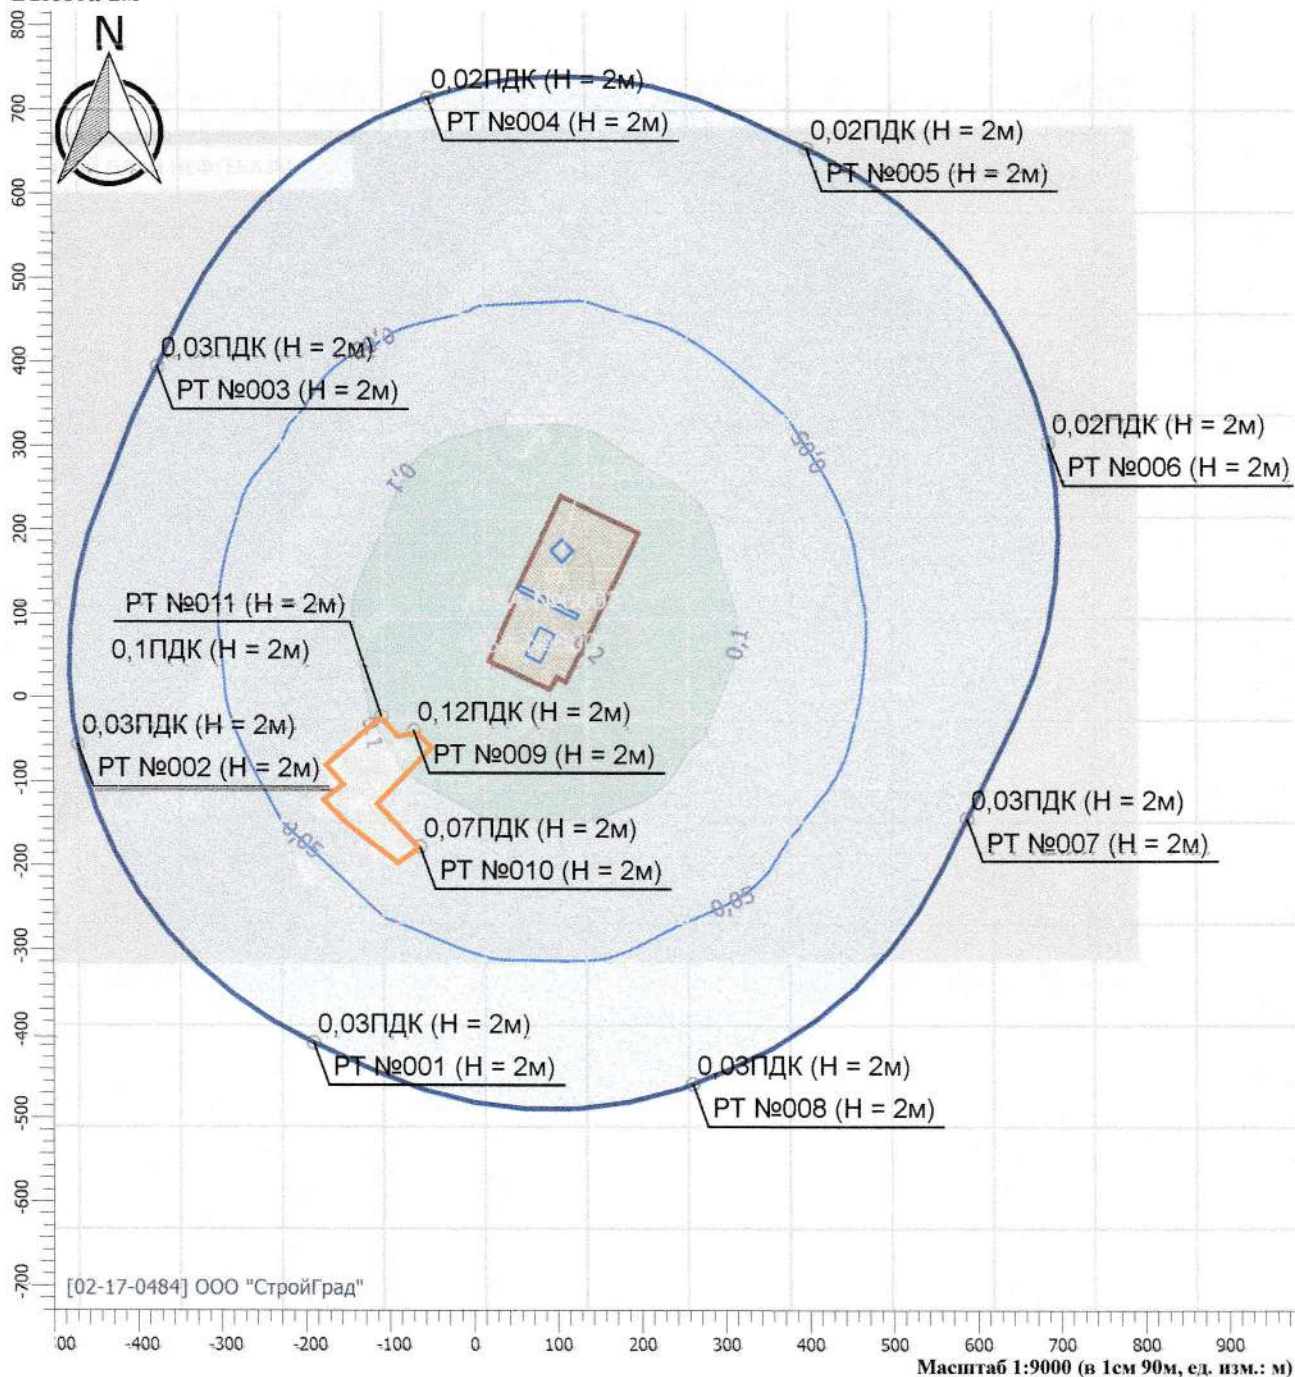 N
0,02ПДК (Н = 2м)
РТ №004 (Н = 2м)
0,02ПДК (Н = 2м)
РТ №005 (Н = 2м)
0,03ПДК (Н = 2м)
РТ №003 (Н = 2м)
0,02ПДК (Н = 2м)
РТ №006 (Н = 2м)
0,05
0,1
РТ №011 (Н = 2м)
0,1ПДК (Н = 2м)
0,1
0,03ПДК (Н = 2м)
РТ №002 (Н = 2м)
0,12ПДК (Н = 2м)
РТ №009 (Н = 2м)
0,07ПДК (Н = 2м)
РТ №010 (Н = 2м)
0,03ПДК (Н = 2м)
РТ №007 (Н = 2м)
0,05
0,05
0,03ПДК (Н = 2м)
РТ №001 (Н = 2м)
0,03ПДК (Н = 2м)
РТ №008 (Н = 2м)
800
700
600
500
400
300
200
100
0
-100
-200
-300
-400
-500
-600
-700
[02-17-0484] ООО "СтройГрад"
-400 -300 -200 -100 0 100 200 300 400 500 600 700 800 900
Масштаб 1:9000 (в 1см 90м, ед. изм.: м)